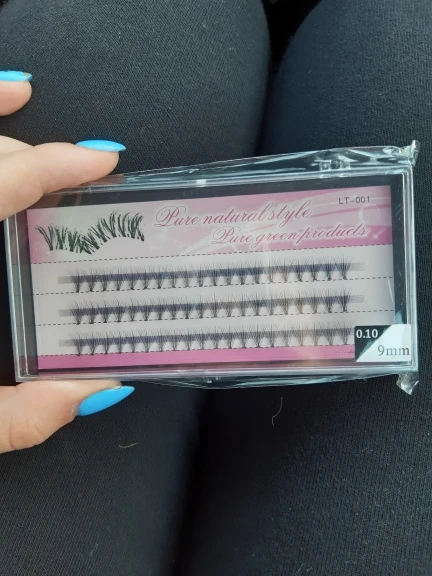 LT-001
Pure natural style
Pure green products
0.10
9mm